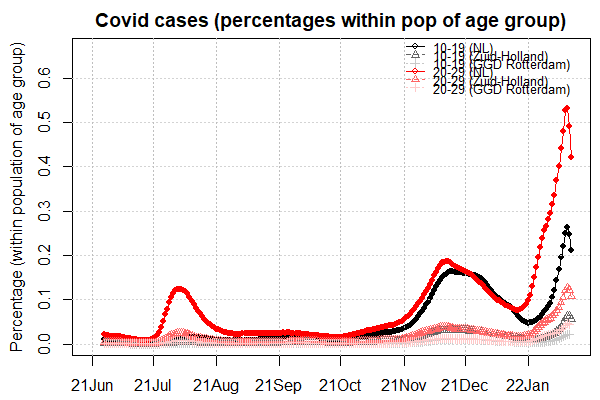 Covid cases (percentages within pop of age group)
10-19 (NL)
10-19 (Zuid-Holland)
10-19 (GGD Rotterdam)
20-29 (NL)
20-29 (Zuid-Holland)
20-29 (GGD Rotterdam)
Percentage (within population of age group)
0.6
0.5
0.4
0.3
0.2
0.1
0.0
21Jun 21Jul 21Aug 21Sep 21Oct 21Nov 21Dec 22Jan